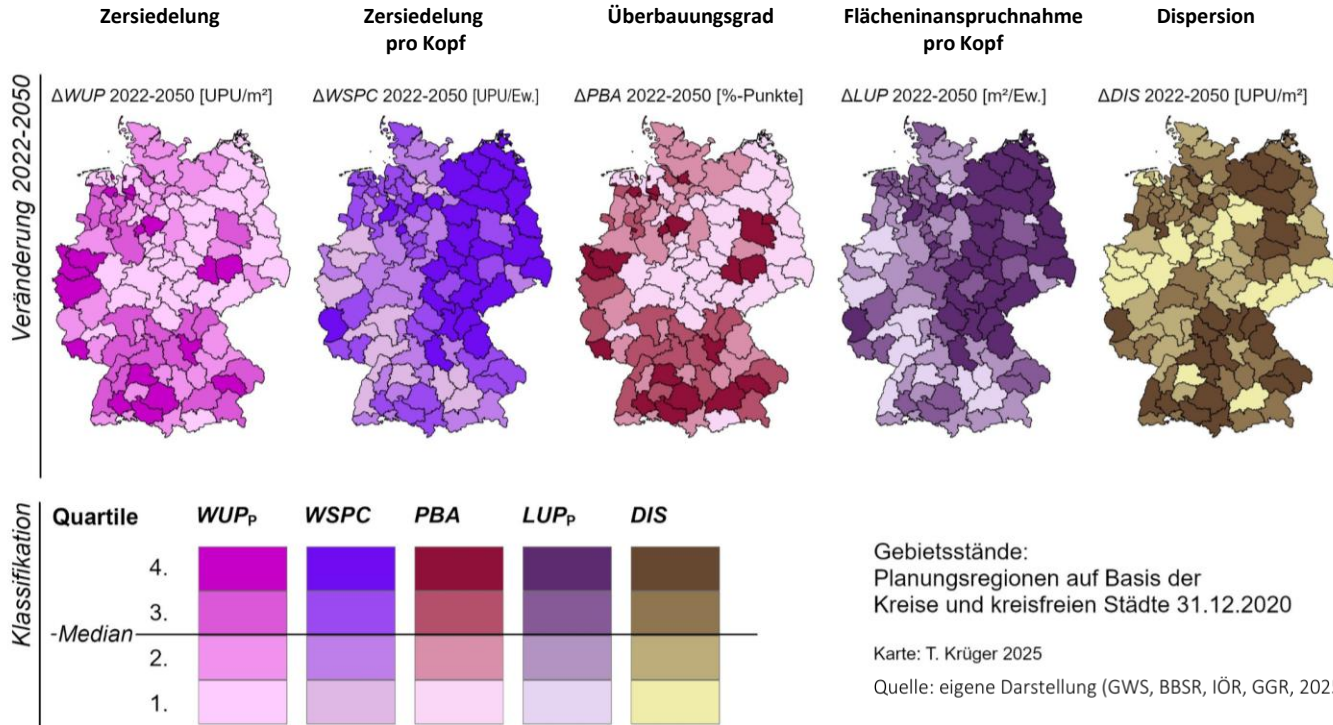 Zersiedelung
Zersiedelung
pro Kopf
Überbauungsgrad
Flächeninanspruchnahme
pro Kopf
Dispersion
Veränderung 2022-2050
ΔWUP 2022-2050 [UPU/m²]
ΔWSPC 2022-2050 [UPU/Ew.]
ΔPBA 2022-2050 [%-Punkte]
ΔLUP 2022-2050 [m²/Ew.]
ΔDIS 2022-2050 [UPU/m²]
Klassifikation
Quartile
WUPP
WSPC
PBA
LUPP
DIS
4.
3.
-Median
2.
1.
Gebietsstände:
Planungsregionen auf Basis der
Kreise und kreisfreien Städte 31.12.2020
Karte: T. Krüger 2025
Quelle: eigene Darstellung (GWS, BBSR, IÖR, GGR,